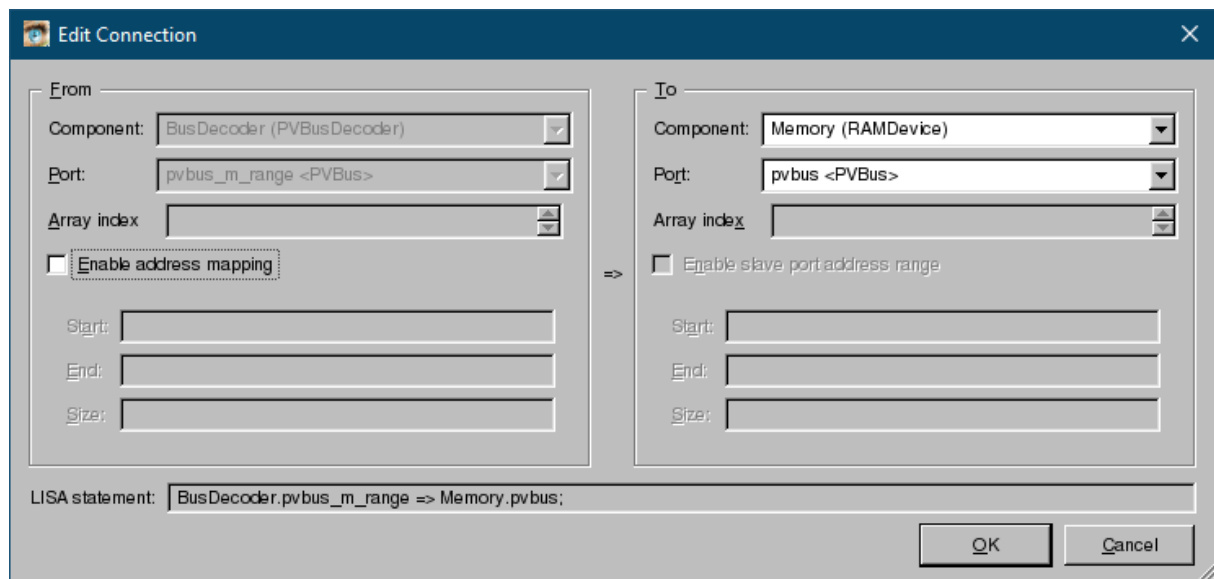 Edit Connection
From
Component: BusDecoder (PVBusDecoder)
Port: pvbus_m_range <PVBus>
Array index
Enable address mapping
Start:
End:
Size:
=>
To
Component: Memory (RAMDevice)
Port: pvbus <PVBus>
Array index
Enable slave port address range
Start:
End:
Size:
LISA statement: BusDecoder.pvbus_m_range => Memory.pvbus;
OK Cancel